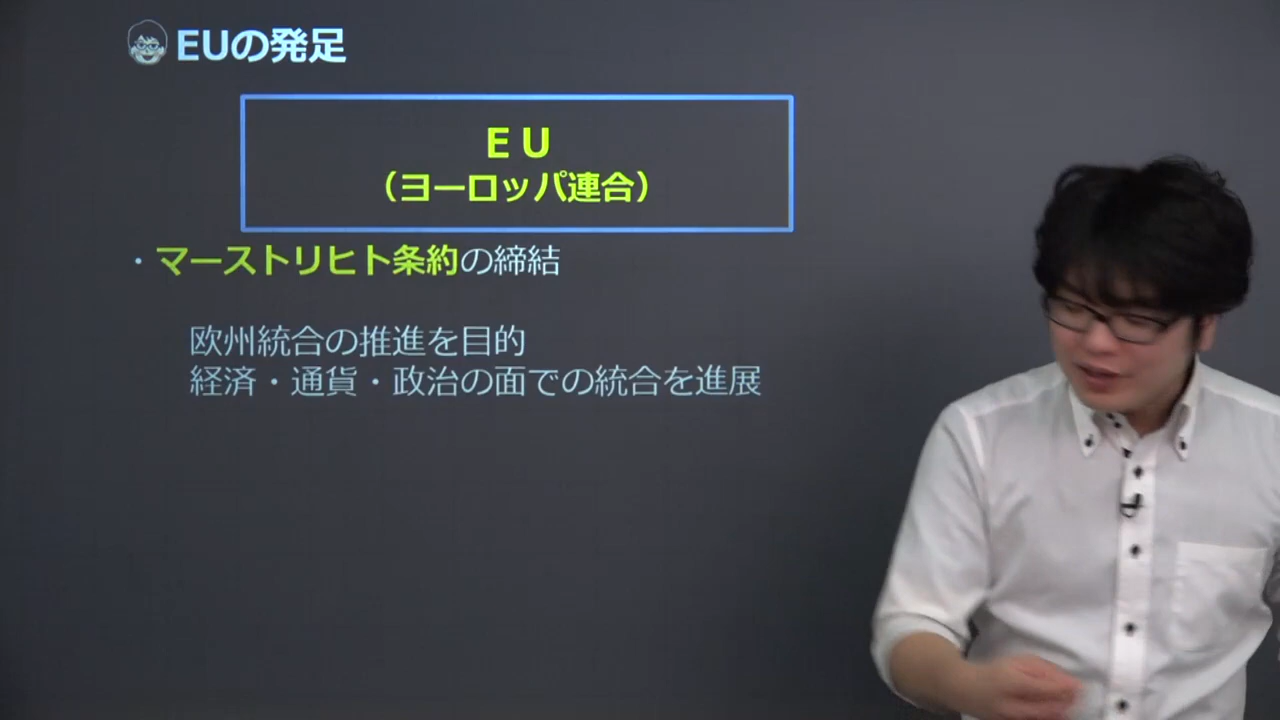 EUの発足
EU
（ヨーロッパ連合）
・マーストリヒト条約の締結
欧州統合の推進を目的
経済・通貨・政治の面での統合を進展